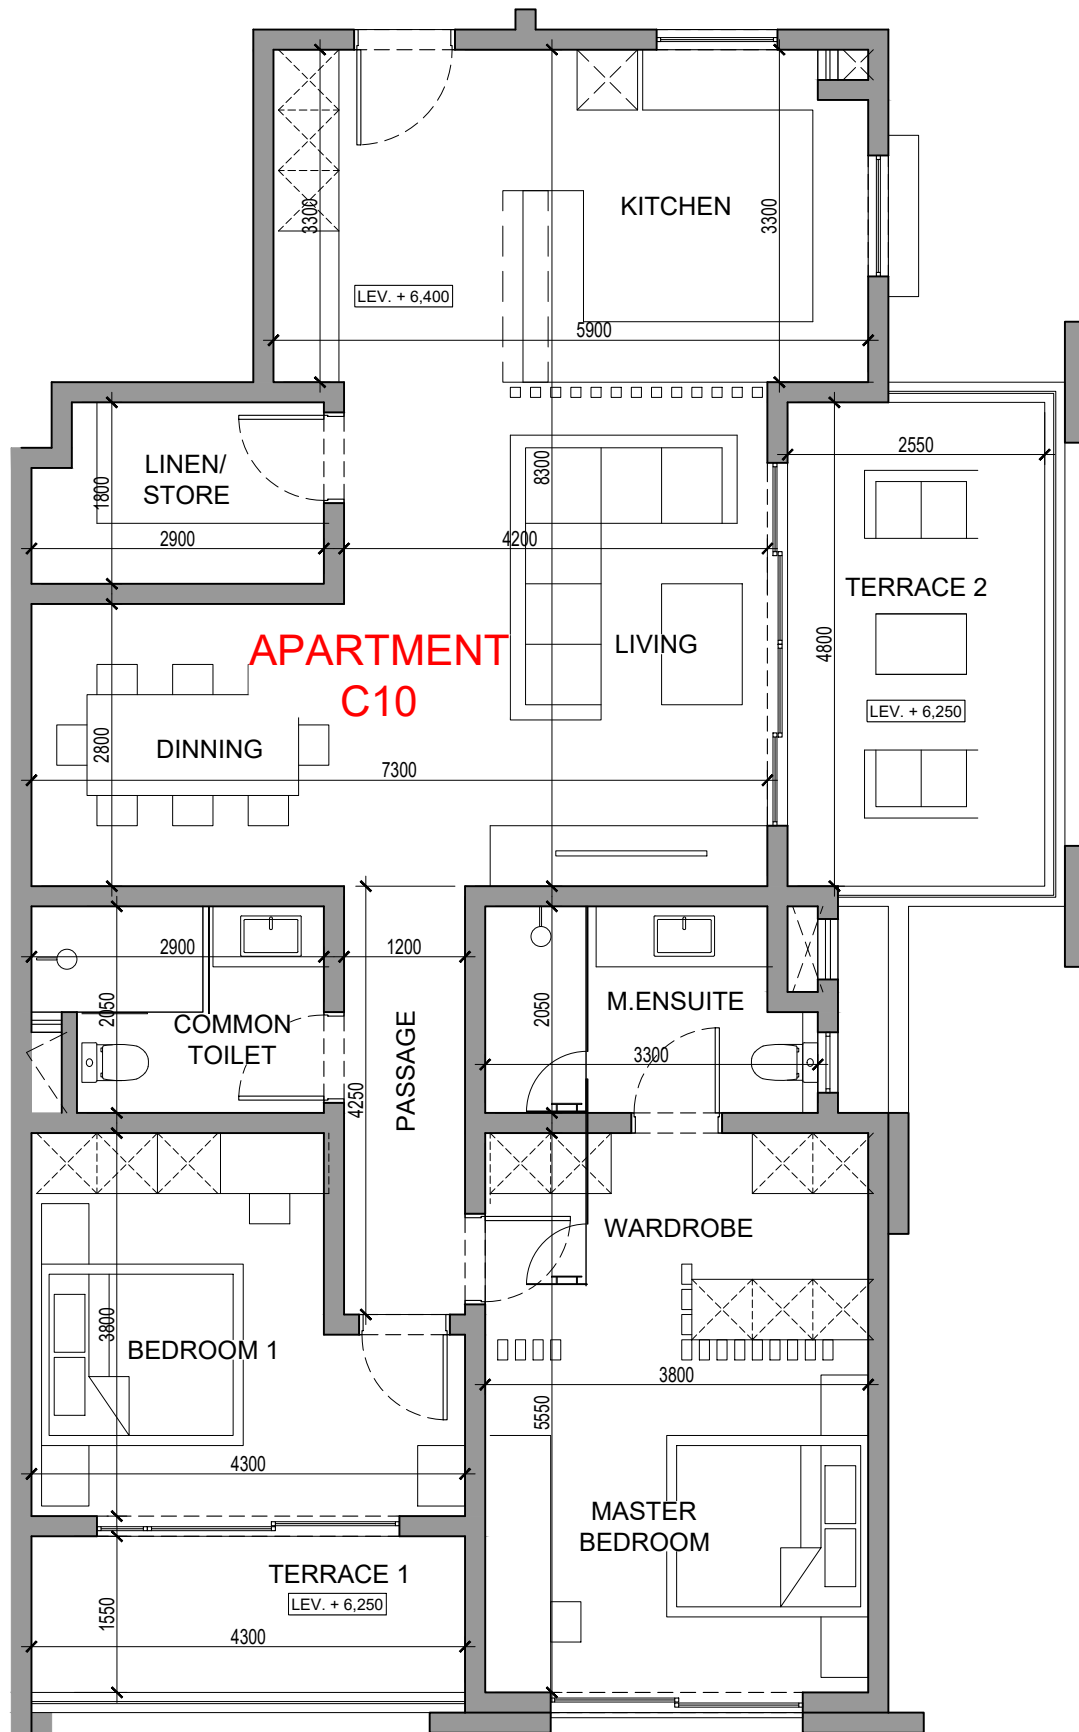 KITCHEN
3300
3300
LEV. + 6,400
5900
LINEN/
STORE
1800
2900
8300
4200
2550
TERRACE 2
4800
LEV. + 6,250
APARTMENT
C10
LIVING
DINNING
2800
7300
2900
1200
2050
COMMON
TOILET
PASSAGE
4250
2050
M.ENSUITE
3300
WARDROBE
3800
BEDROOM 1
3800
5550
4300
MASTER
BEDROOM
TERRACE 1
LEV. + 6,250
1550
4300